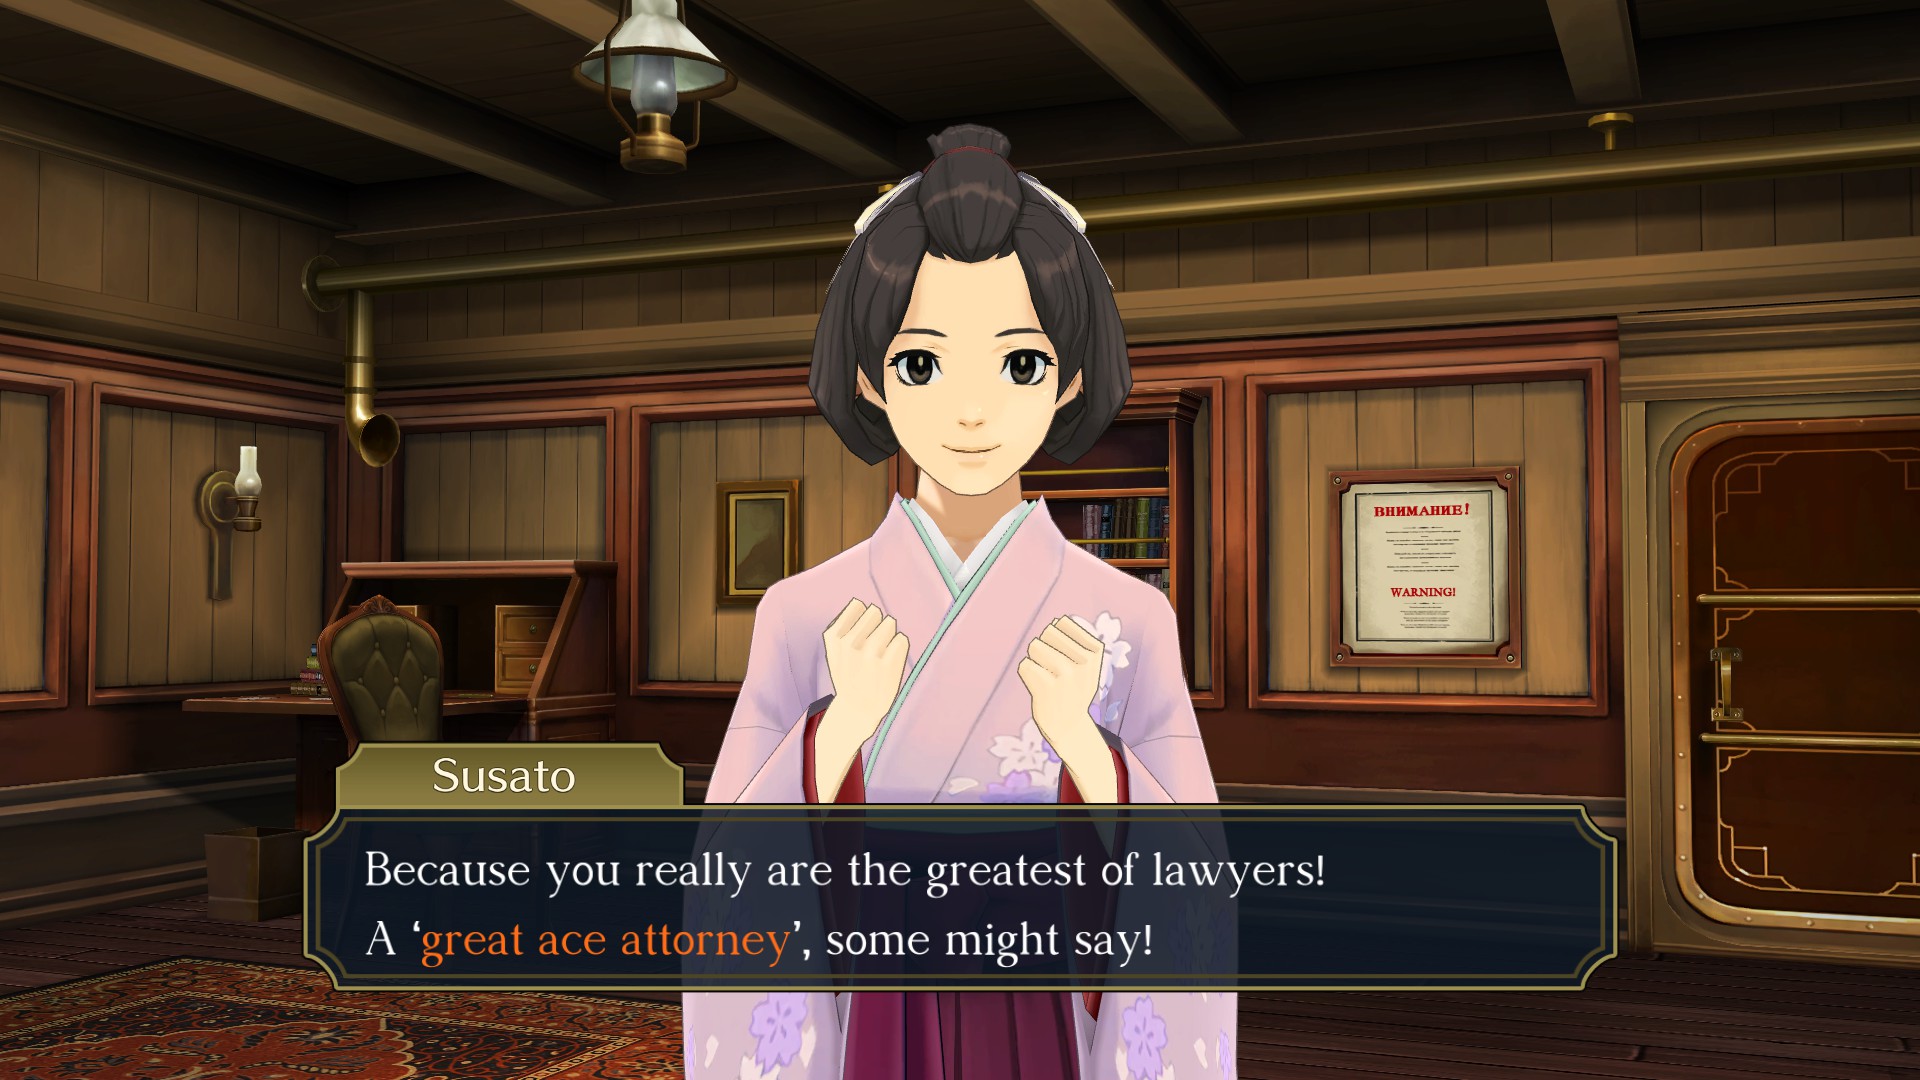 ВНИМАНИЕ!
WARNING!
Susato
Because you really are the greatest of lawyers!
A ‘great ace attorney’, some might say!